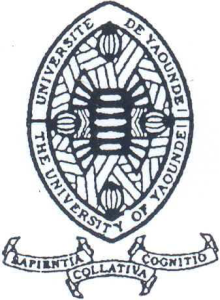 UNIVERSITE DE YAOUNDE I
THE UNIVERSITY OF YAOUNDE I
SAPIENTIA
COLLATIVA
COGNITIO